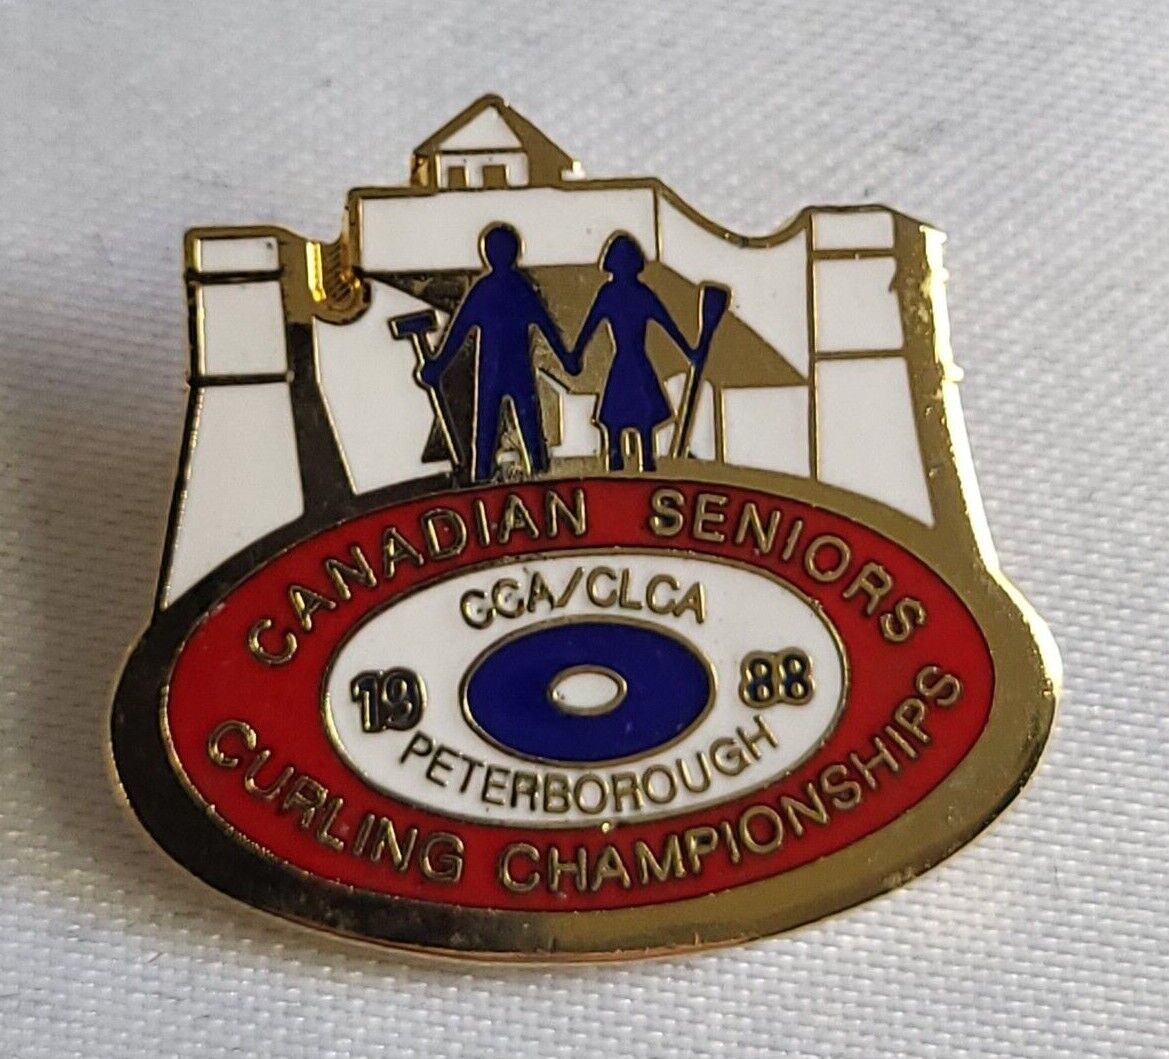 CANADIAN SENIORS
CCA/CLCA
19 88
PETERBOROUGH
CURLING CHAMPIONSHIPS